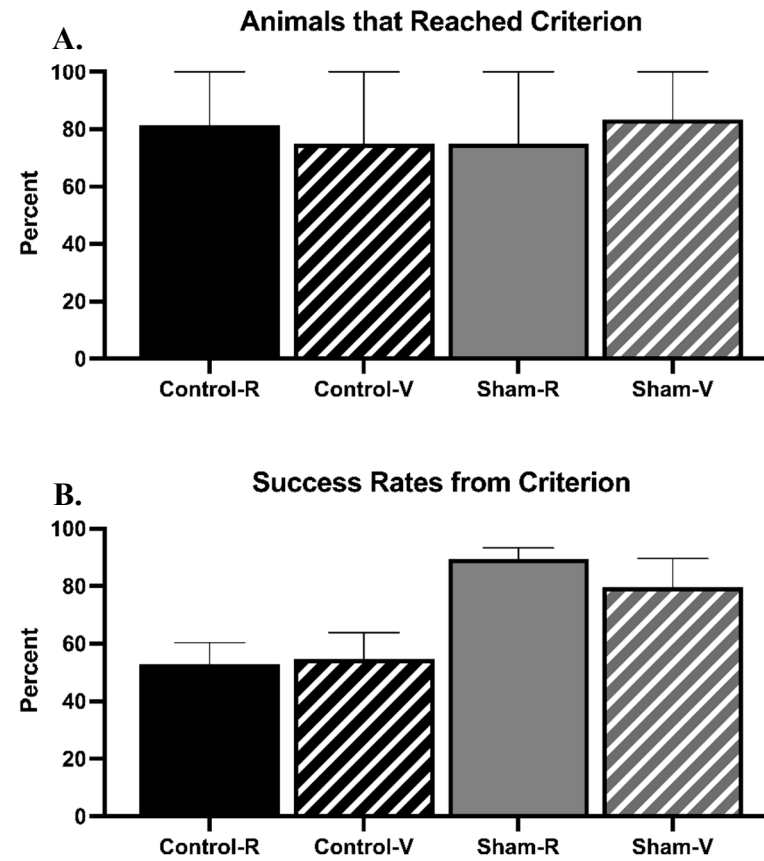 A.
Animals that Reached Criterion
Percent
100
80
60
40
20
0
Control-R Control-V Sham-R Sham-V
B.
Success Rates from Criterion
Percent
100
80
60
40
20
0
Control-R Control-V Sham-R Sham-V